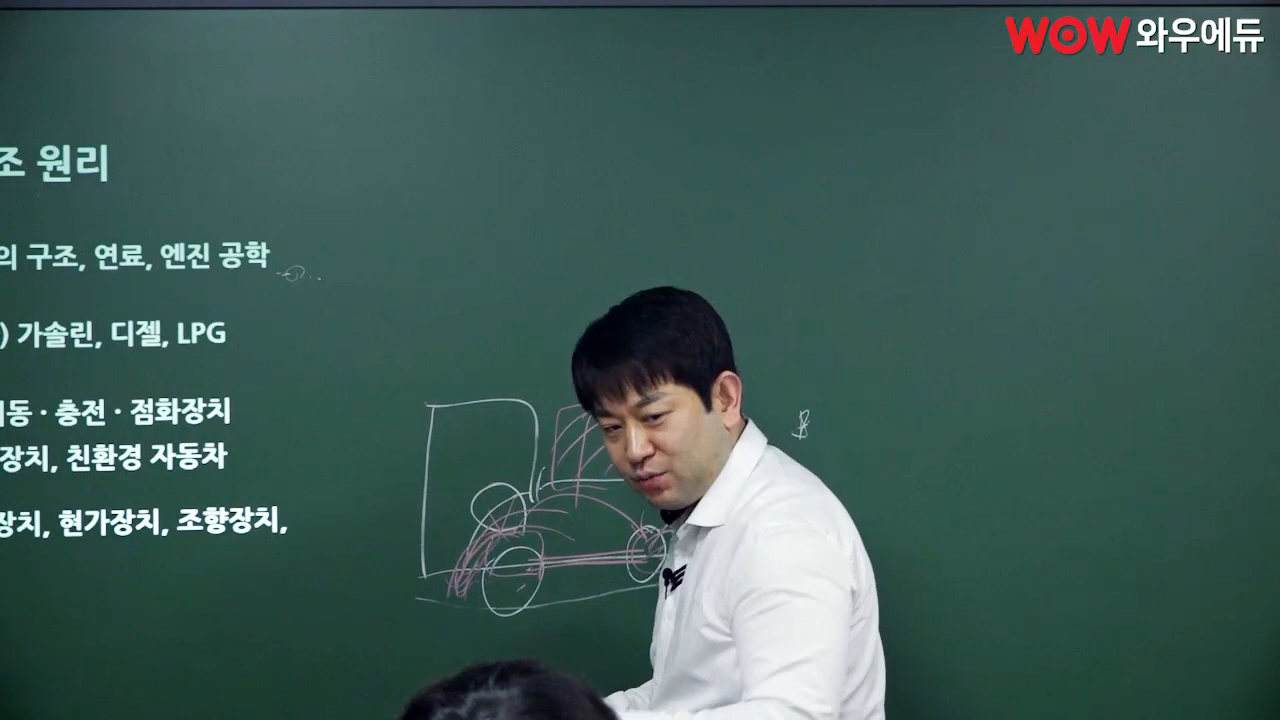 WOW 와우에듀
조 원리
의 구조, 연료, 엔진 공학
) 가솔린, 디젤, LPG
동 · 충전 · 점화장치
장치, 친환경 자동차
장치, 현가장치, 조향장치,